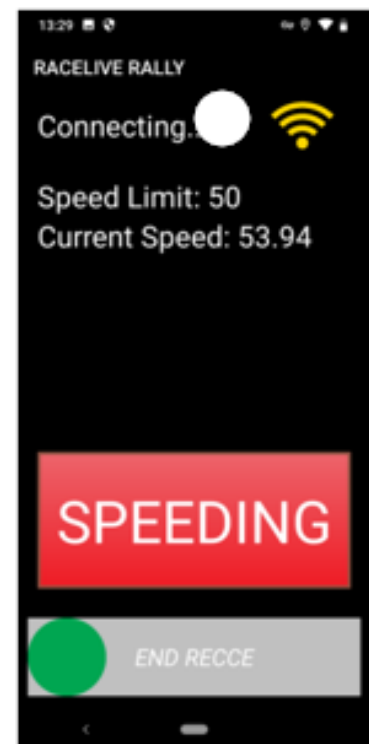 13:29
RACELIVE RALLY
Connecting..
Speed Limit: 50
Current Speed: 53.94
SPEEDING
END RECCE